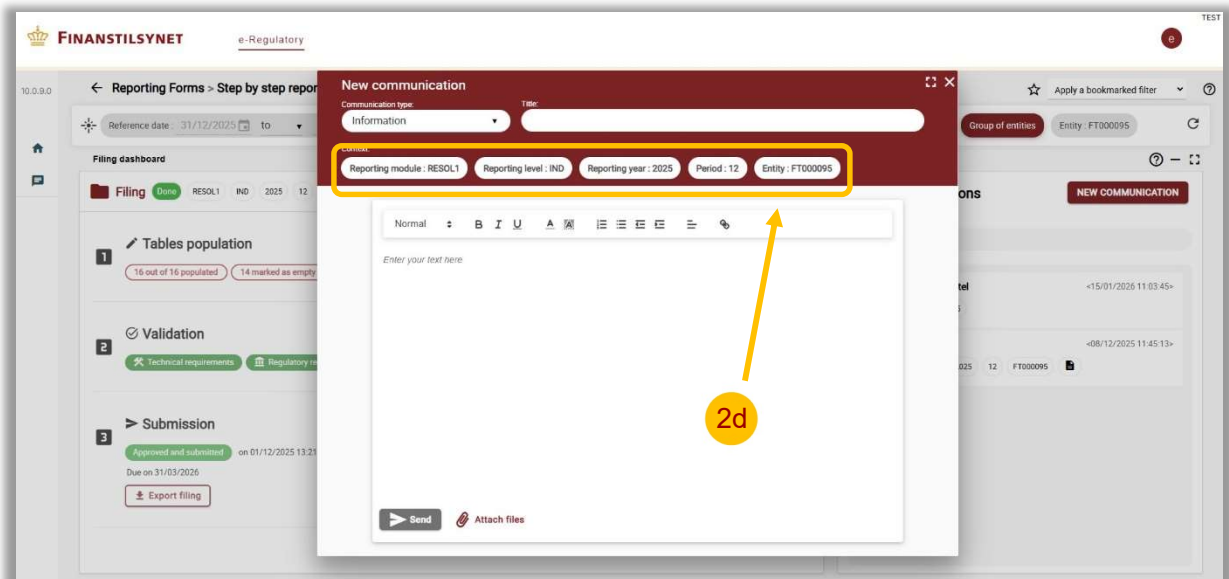 TEST
FINANSTILSYNET
e-Regulatory
e
10.0.9.0
Reporting Forms > Step by step repor
Apply a bookmarked filter
Reference date : 31/12/2025 to
Group of entities
Entity : FT000095
Filing dashboard
Filing Done RESOL1 IND 2025 12
1
Tables population
16 out of 16 populated
14 marked as empty
2
Validation
Technical requirements
Regulatory re
3
Submission
Approved and submitted on 01/12/2025 13:21
Due on 31/03/2026
Export filing
New communication
Communication type:
Title:
Information
Context:
Reporting module : RESOL1
Reporting level : IND
Reporting year : 2025
Period : 12
Entity : FT000095
Normal
B I U A A
Enter your text here
2d
Send
Attach files
ons
NEW COMMUNICATION
tel
<15/01/2026 11:03:45>
<08/12/2025 11:45:13>
025 12 FT000095